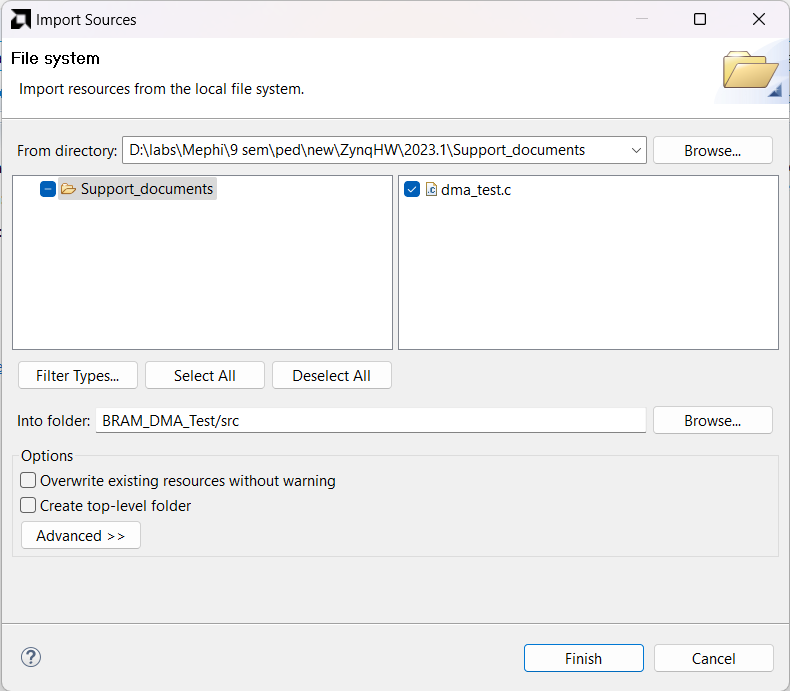 Import Sources
File system
Import resources from the local file system.
From directory: D:\labs\Mephi\9 sem\ped\new\ZynqHW\2023.1\Support_documents Browse...
Support_documents
dma_test.c
Filter Types... Select All Deselect All
Into folder: BRAM_DMA_Test/src Browse...
Options
Overwrite existing resources without warning
Create top-level folder
Advanced >>
Finish Cancel